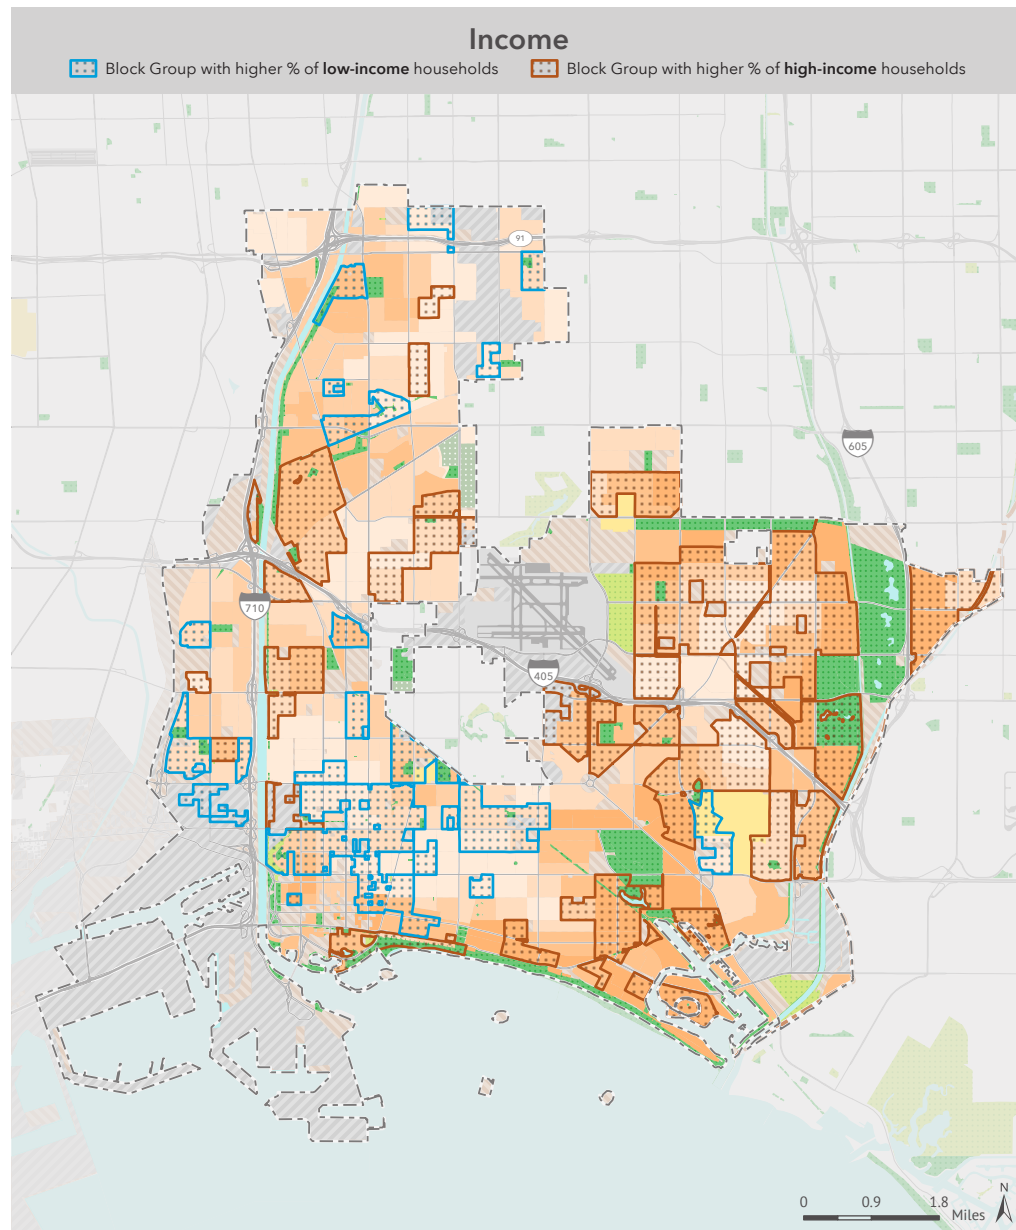 Income
Block Group with higher % of low-income households
Block Group with higher % of high-income households
91
605
710
405
N
0 0.9 1.8
Miles